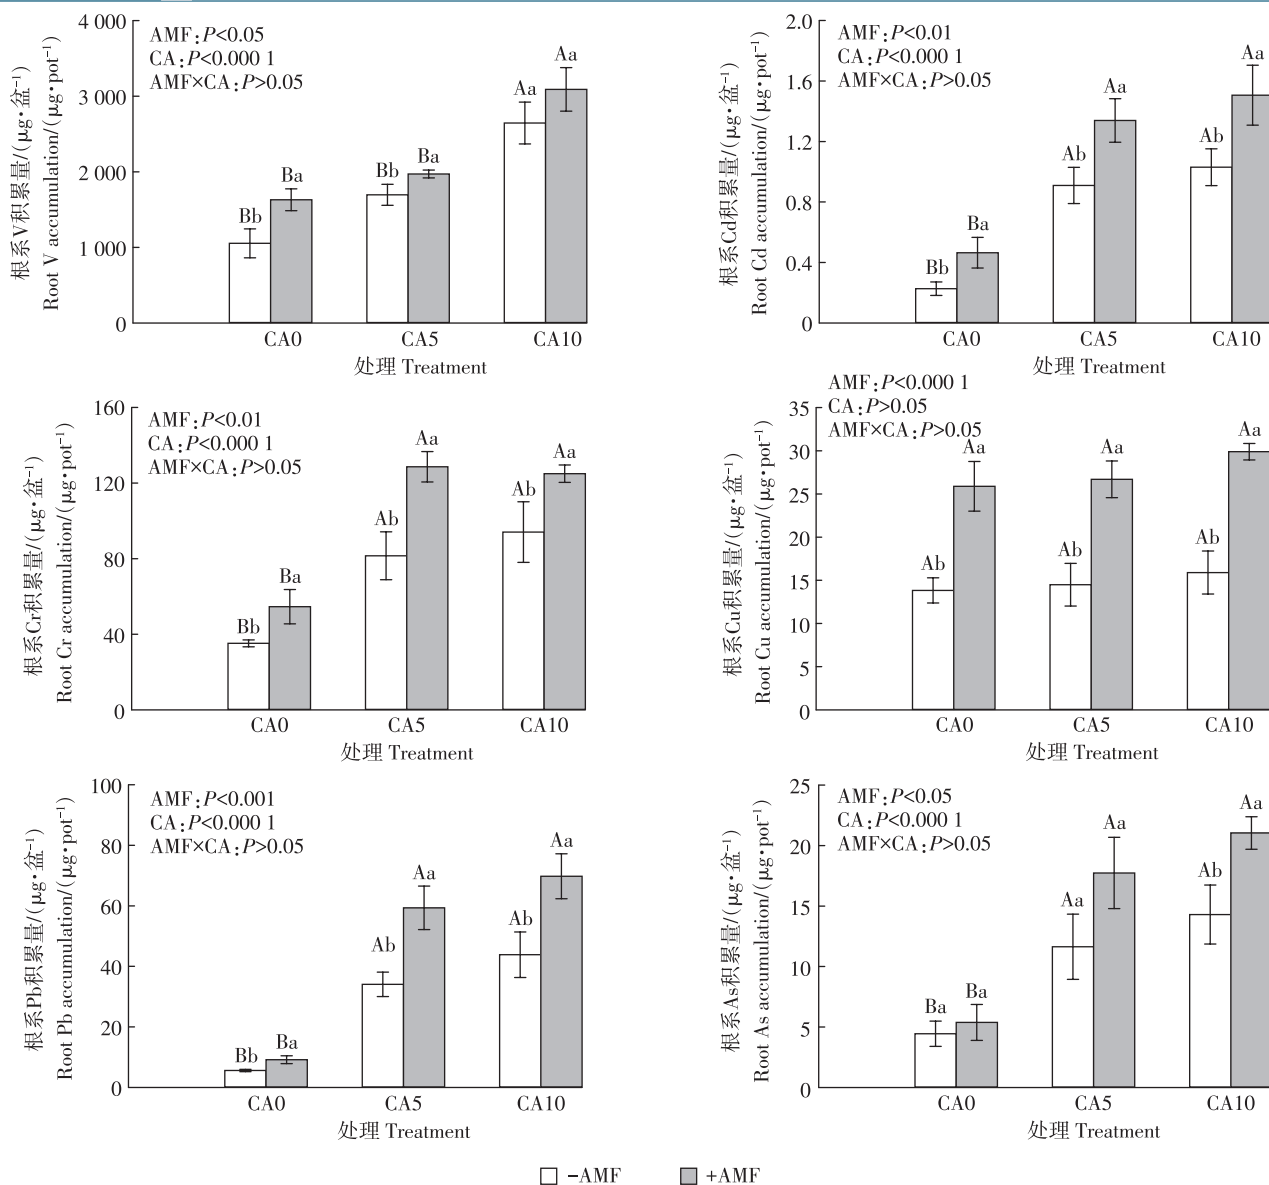 4 000
3 000
2 000
1 000
0
根系V积累量/(μg·盆⁻¹)
Root V accumulation/(μg·pot⁻¹)
AMF:P<0.05
CA:P<0.000 1
AMF×CA:P>0.05
Bb
Ba
Bb
Ba
Aa
Aa
CA0
CA5
CA10
处理 Treatment
2.0
1.6
1.2
0.8
0.4
0
根系Cd积累量/(μg·盆⁻¹)
Root Cd accumulation/(μg·pot⁻¹)
AMF:P<0.01
CA:P<0.000 1
AMF×CA:P>0.05
Bb
Ba
Ab
Aa
Ab
Aa
CA0
CA5
CA10
处理 Treatment
160
120
80
40
0
根系Cr积累量/(μg·盆⁻¹)
Root Cr accumulation/(μg·pot⁻¹)
AMF:P<0.01
CA:P<0.000 1
AMF×CA:P>0.05
Bb
Ba
Ab
Aa
Ab
Aa
CA0
CA5
CA10
处理 Treatment
35
30
25
20
15
10
5
0
根系Cu积累量/(μg·盆⁻¹)
Root Cu accumulation/(μg·pot⁻¹)
AMF:P<0.000 1
CA:P>0.05
AMF×CA:P>0.05
Ab
Aa
Ab
Aa
Ab
Aa
CA0
CA5
CA10
处理 Treatment
100
80
60
40
20
0
根系Pb积累量/(μg·盆⁻¹)
Root Pb accumulation/(μg·pot⁻¹)
AMF:P<0.001
CA:P<0.000 1
AMF×CA:P>0.05
Bb
Ba
Ab
Aa
Ab
Aa
CA0
CA5
CA10
处理 Treatment
25
20
15
10
5
0
根系As积累量/(μg·盆⁻¹)
Root As accumulation/(μg·pot⁻¹)
AMF:P<0.05
CA:P<0.000 1
AMF×CA:P>0.05
Ba
Ba
Aa
Aa
Ab
Aa
CA0
CA5
CA10
处理 Treatment
−AMF
+AMF